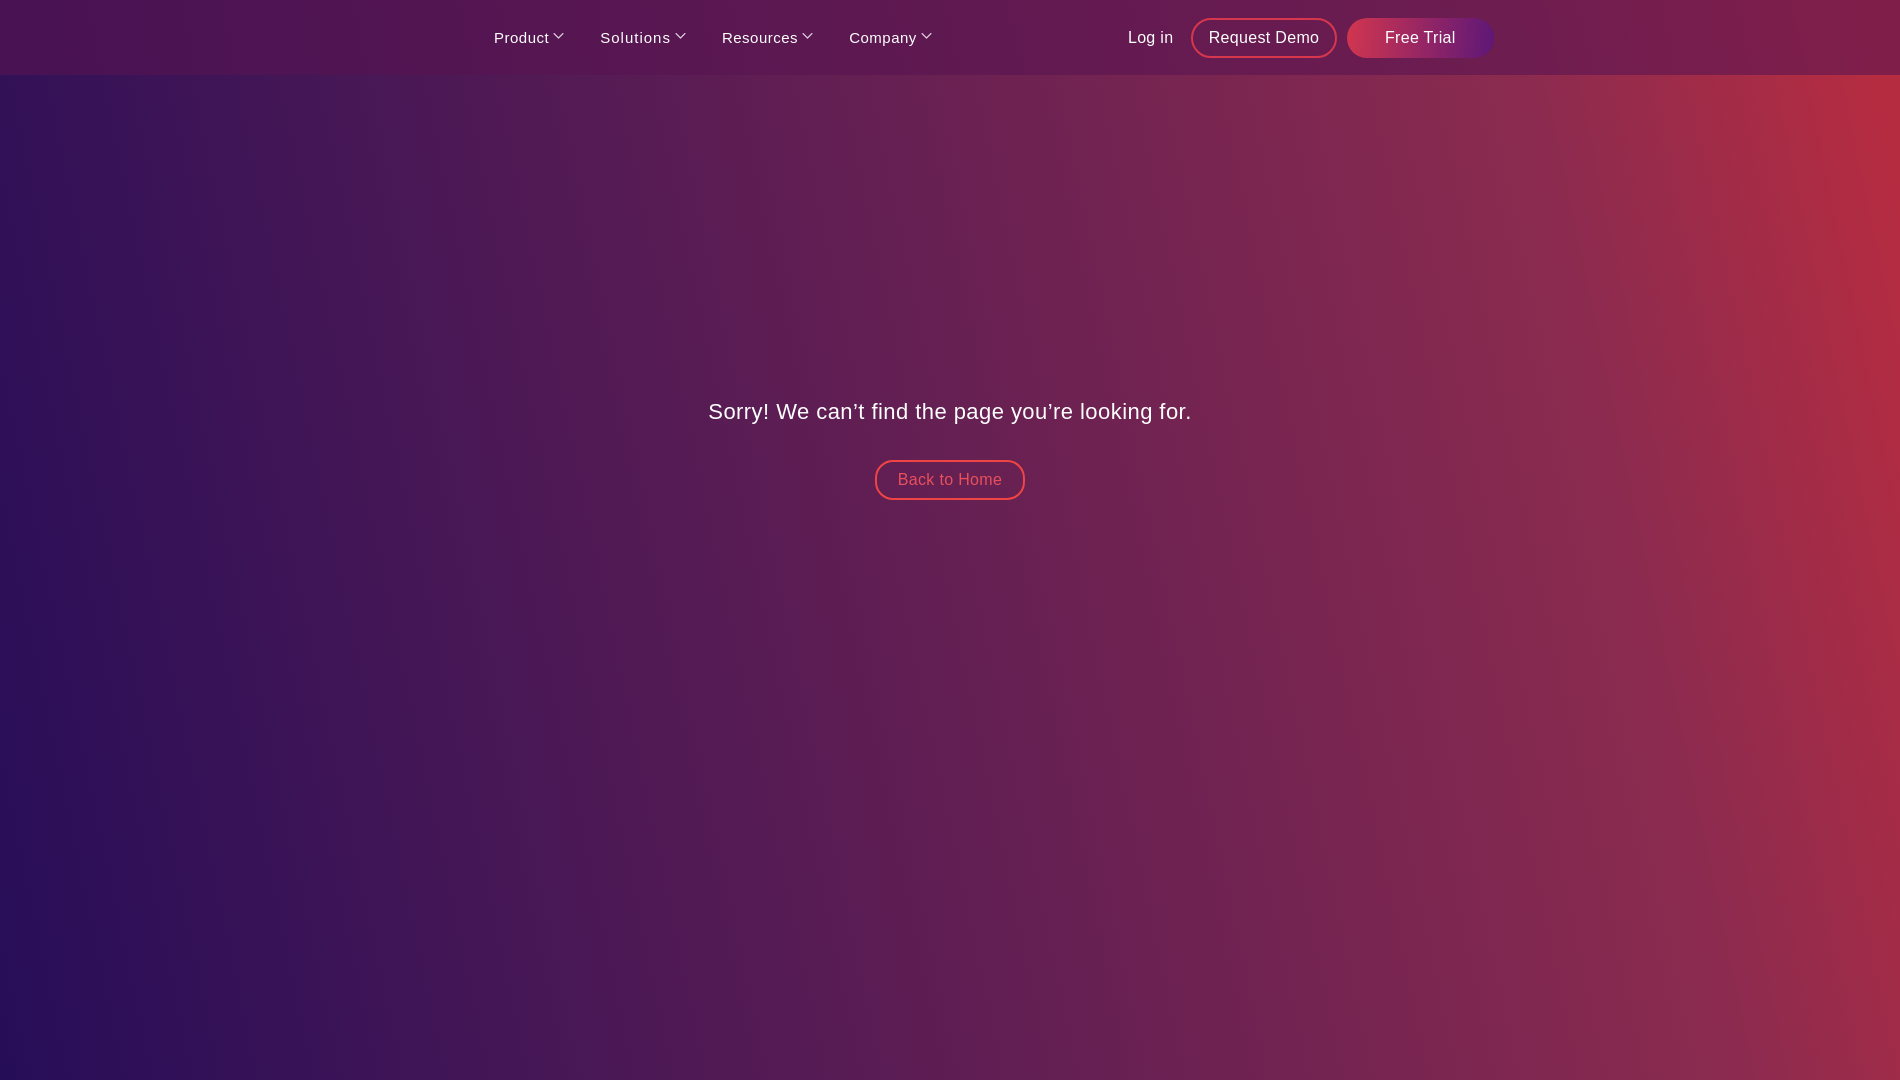 Product Solutions Resources Company Log in Request Demo Free Trial
Sorry! We can’t find the page you’re looking for.
Back to Home